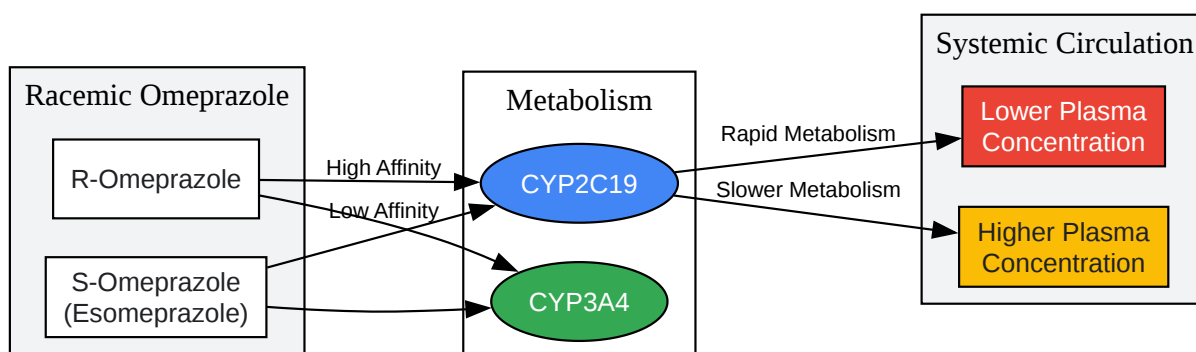 Racemic Omeprazole
R-Omeprazole
S-Omeprazole
(Esomeprazole)
High Affinity
Low Affinity
Metabolism
CYP2C19
CYP3A4
Rapid Metabolism
Slower Metabolism
Systemic Circulation
Lower Plasma
Concentration
Higher Plasma
Concentration